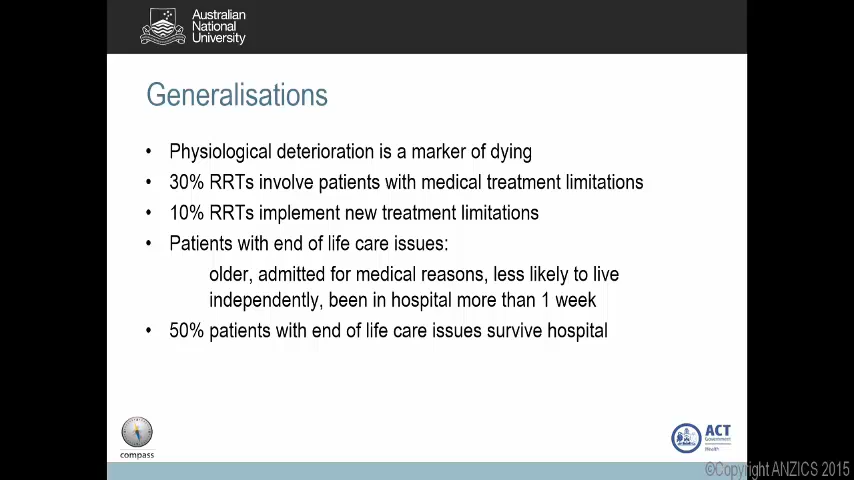 Australian
National
University
Generalisations
• Physiological deterioration is a marker of dying
• 30% RRTs involve patients with medical treatment limitations
• 10% RRTs implement new treatment limitations
• Patients with end of life care issues:
older, admitted for medical reasons, less likely to live
independently, been in hospital more than 1 week
• 50% patients with end of life care issues survive hospital
compass
ACT
Government
Health
©Copyright ANZICS 2015